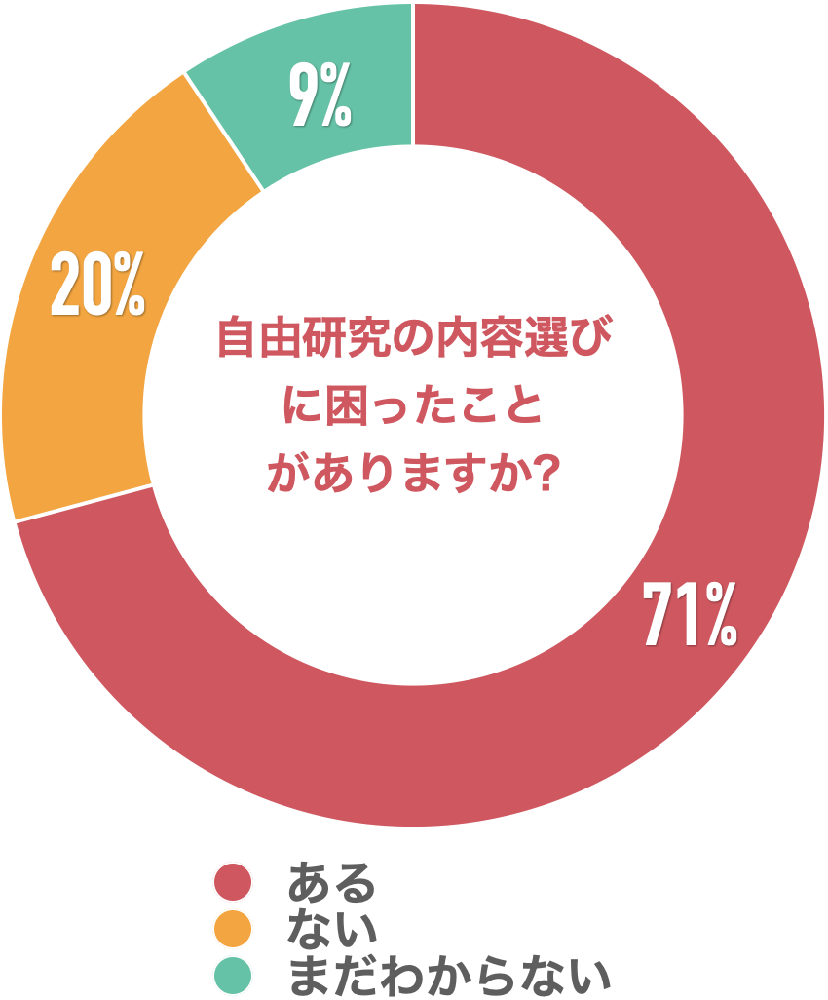 9%
20%
自由研究の内容選び
に困ったこと
がありますか?
71%
ある
ない
まだわからない